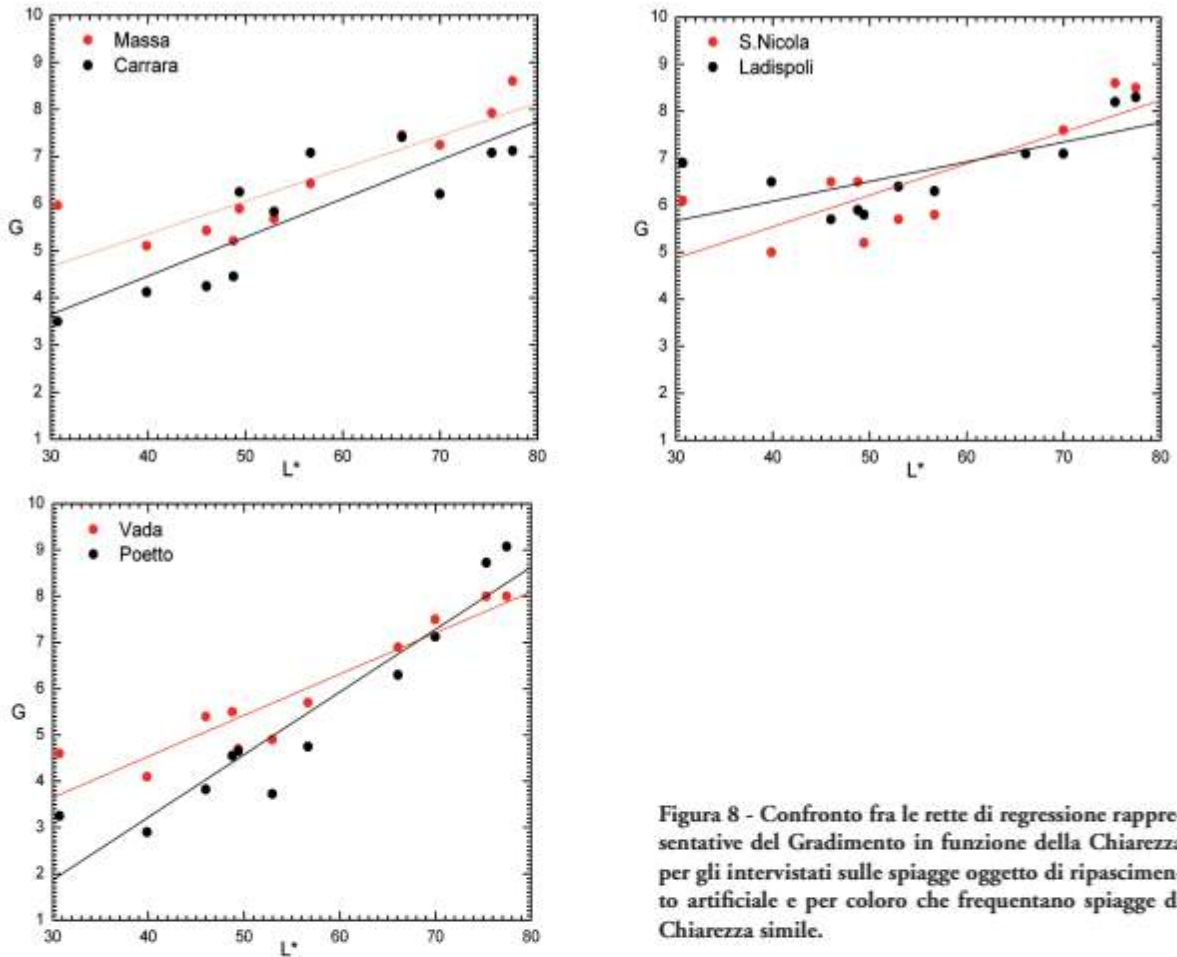 10
9
8
7
6
G
5
4
3
2
1
Massa
Carrara
30 40 50 60 70 80
L*
10
9
8
7
6
G
5
4
3
2
1
S.Nicola
Ladispoli
30 40 50 60 70 80
L*
10
9
8
7
6
G
5
4
3
2
1
Vada
Poetto
30 40 50 60 70 80
L*
Figura 8 - Confronto fra le rette di regressione rappre-
sentative del Gradimento in funzione della Chiarezza
per gli intervistati sulle spiagge oggetto di ripascimen-
to artificiale e per coloro che frequentano spiagge d
Chiarezza simile.